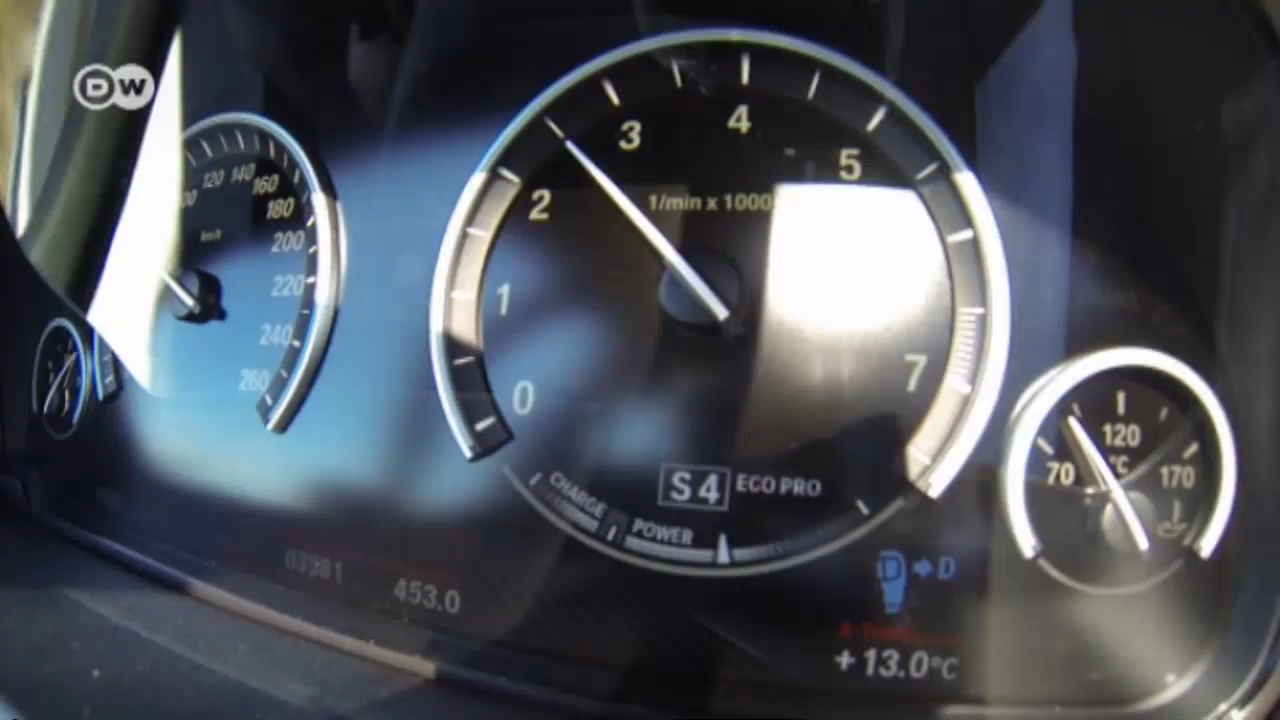 DW
120
140
160
180
200
220
240
260
km/h
0
1
2
3
4
5
7
1/min x 1000
S4 ECO PRO
CHARGE
POWER
453.0
D → D
+13.0°C
70
120
170
°C